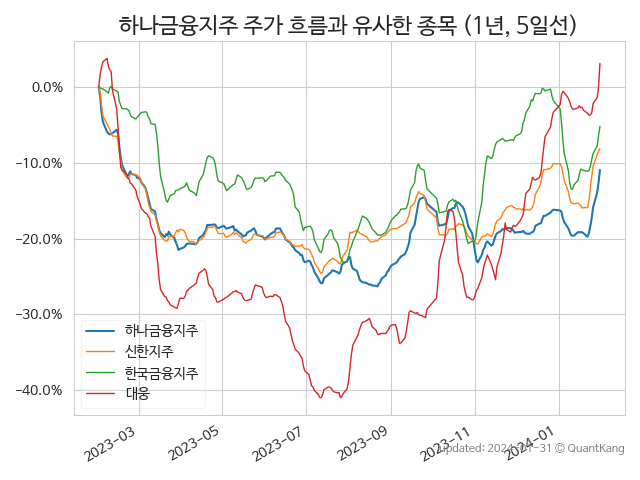 하나금융지주 주가 흐름과 유사한 종목 (1년, 5일선)
0.0%
−10.0%
−20.0%
−30.0%
−40.0%
하나금융지주
신한지주
한국금융지주
대웅
2023-03
2023-05
2023-07
2023-09
2023-11
2024-01
updated: 2024-01-31 © QuantKang